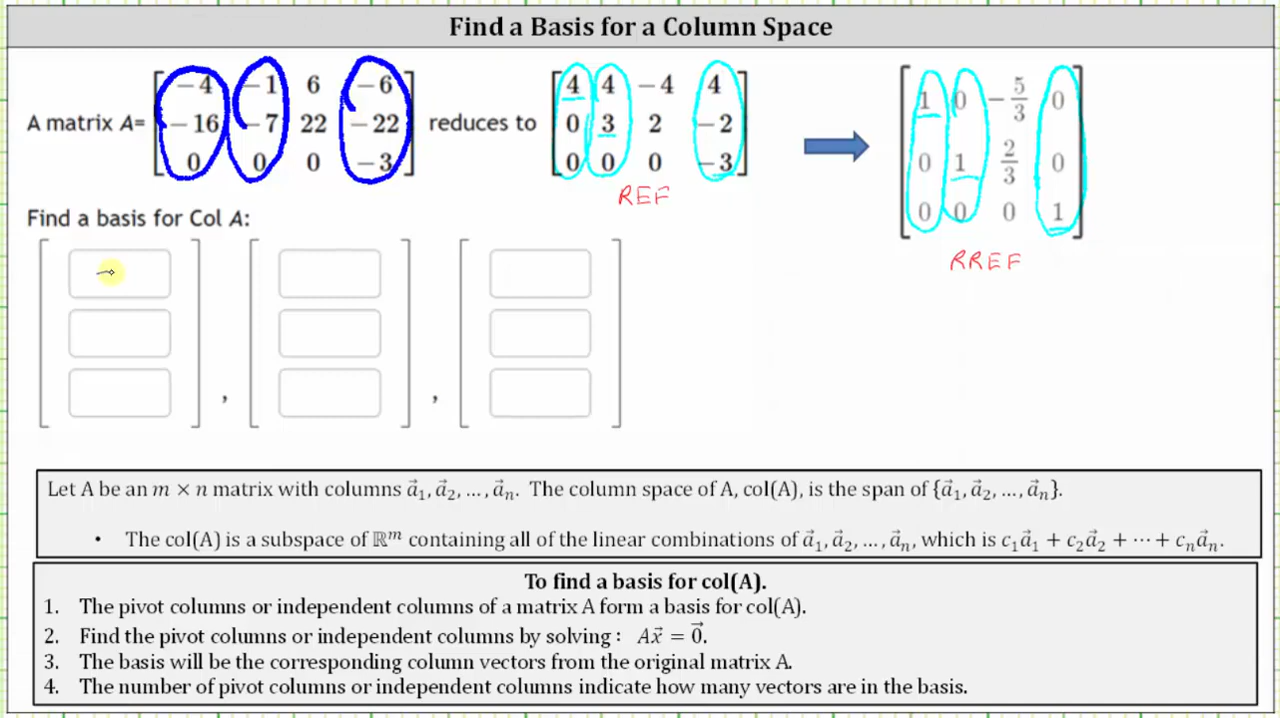 Find a Basis for a Column Space
A matrix A= [ −4 −1 6 −6 ] reduces to [ 4 4 −4 4 ] [ 1 0 −5/3 0 ]
[ −16 −7 22 −22 ] [ 0 3 2 −2 ] [ 0 1 2/3 0 ]
[ 0 0 0 −3 ] [ 0 0 0 −3 ] [ 0 0 0 1 ]
REF
RREF
Find a basis for Col A:
, ,
Let A be an m × n matrix with columns a⃗₁, a⃗₂, ..., a⃗ₙ. The column space of A, col(A), is the span of {a⃗₁, a⃗₂, ..., a⃗ₙ}.
• The col(A) is a subspace of ℝᵐ containing all of the linear combinations of a⃗₁, a⃗₂, ..., a⃗ₙ, which is c₁a⃗₁ + c₂a⃗₂ + ⋯ + cₙa⃗ₙ.
To find a basis for col(A).
1. The pivot columns or independent columns of a matrix A form a basis for col(A).
2. Find the pivot columns or independent columns by solving : Ax⃗ = 0⃗.
3. The basis will be the corresponding column vectors from the original matrix A.
4. The number of pivot columns or independent columns indicate how many vectors are in the basis.